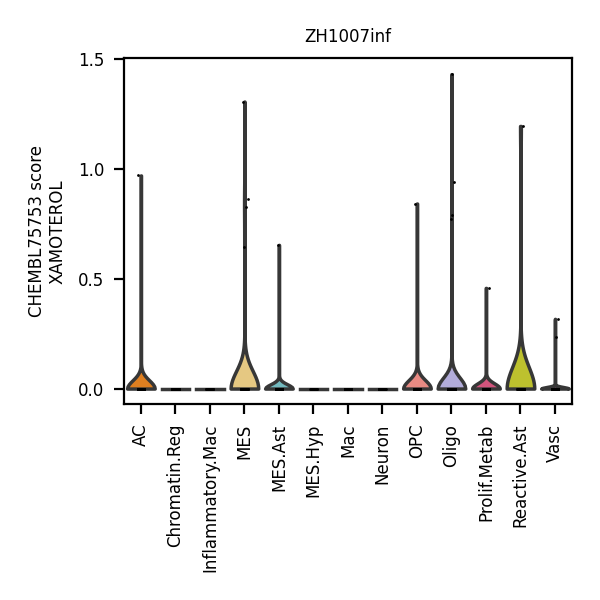 ZH1007inf
CHEMBL75753 score
XAMOTEROL
1.5
1.0
0.5
0.0
AC
Chromatin.Reg
Inflammatory.Mac
MES
MES.Ast
MES.Hyp
Mac
Neuron
OPC
Oligo
Prolif.Metab
Reactive.Ast
Vasc